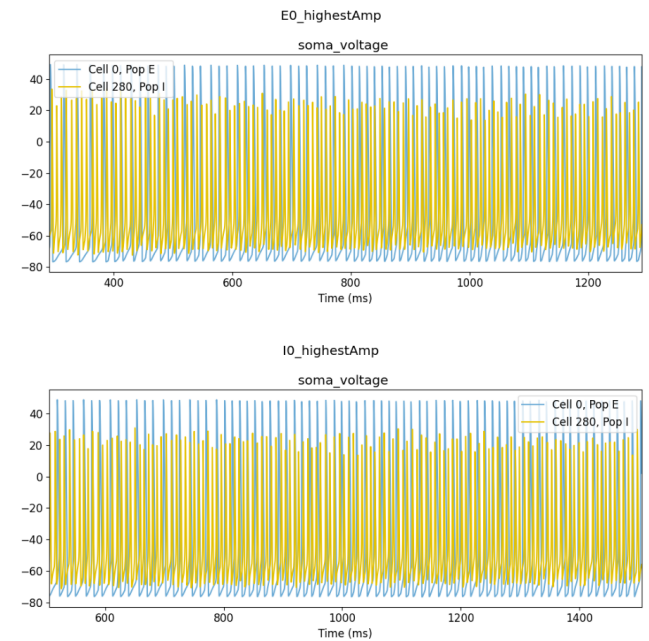 E0_highestAmp
soma_voltage
Cell 0, Pop E
Cell 280, Pop I
40
20
0
−20
−40
−60
−80
400 600 800 1000 1200
Time (ms)
I0_highestAmp
soma_voltage
Cell 0, Pop E
Cell 280, Pop I
40
20
0
−20
−40
−60
−80
600 800 1000 1200 1400
Time (ms)